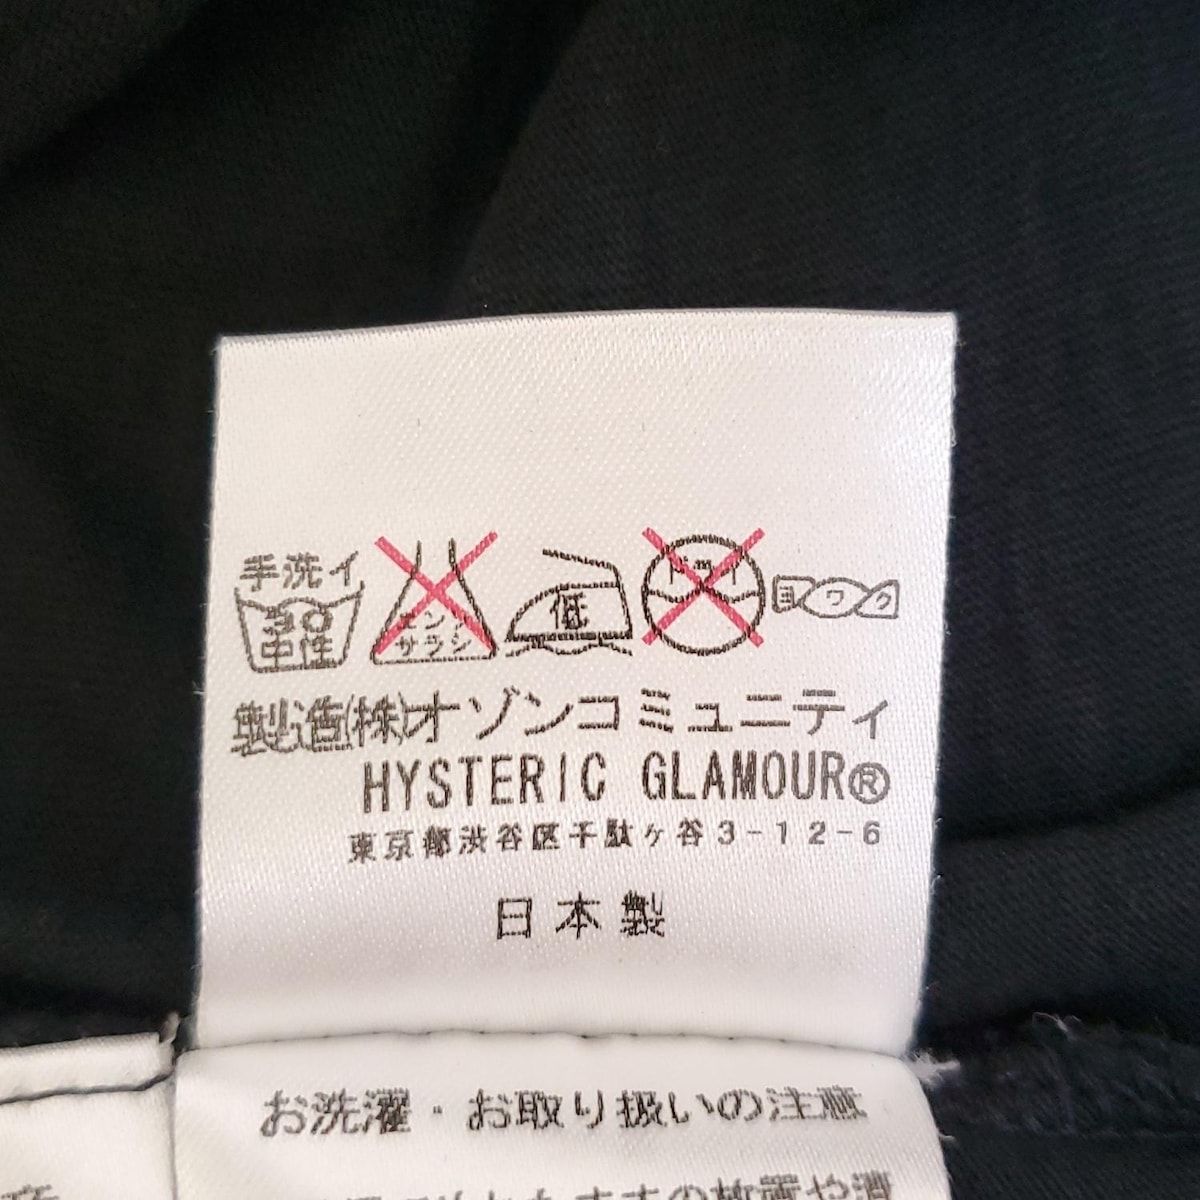 手洗イ
30
中性
エンソ
サラシ
低
ドライ
ヨワク
製造(株)オゾンコミュニティ
HYSTERIC GLAMOUR®
東京都渋谷区千駄ヶ谷3-12-6
日本製
お洗濯・お取り扱いの注意